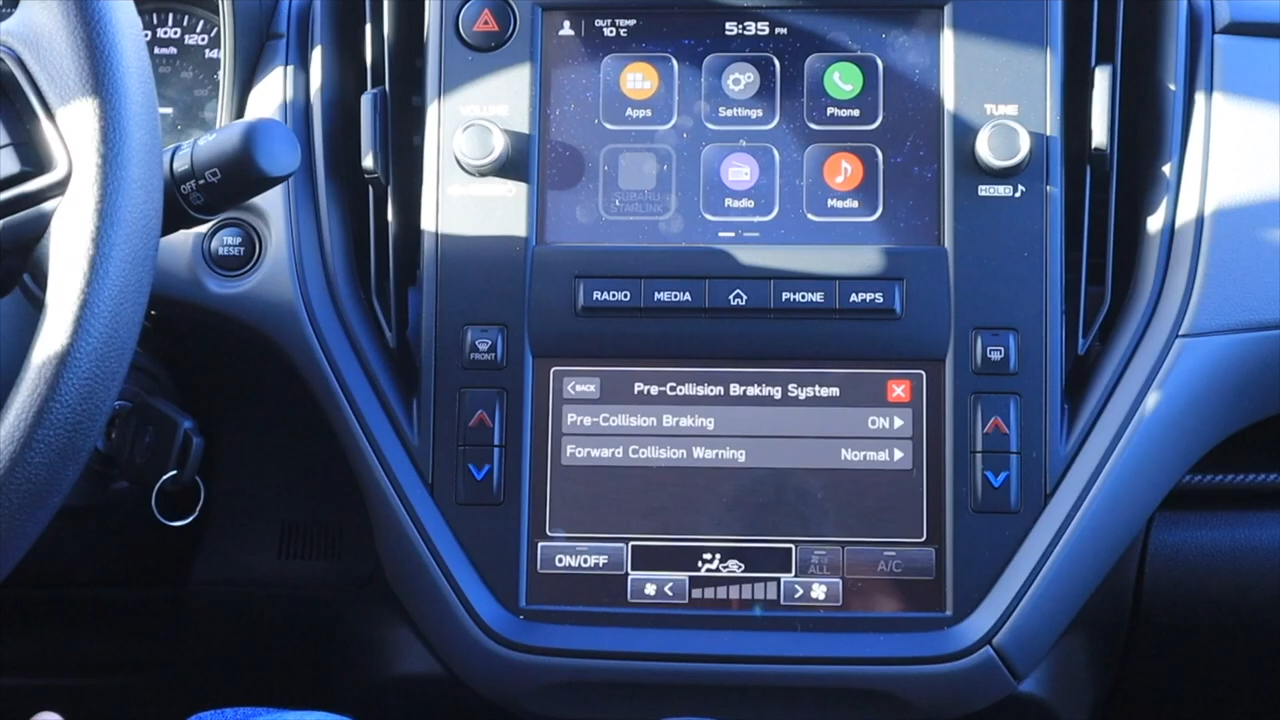 100
120
km/h
OFF
TRIP
RESET
OUT TEMP
10 °C
5:35 PM
Apps
Settings
Phone
SUBARU
STARLINK
Radio
Media
VOLUME
TUNE
HOLD
RADIO
MEDIA
PHONE
APPS
FRONT
BACK
Pre-Collision Braking System
Pre-Collision Braking ON
Forward Collision Warning Normal
ON/OFF
ALL
A/C